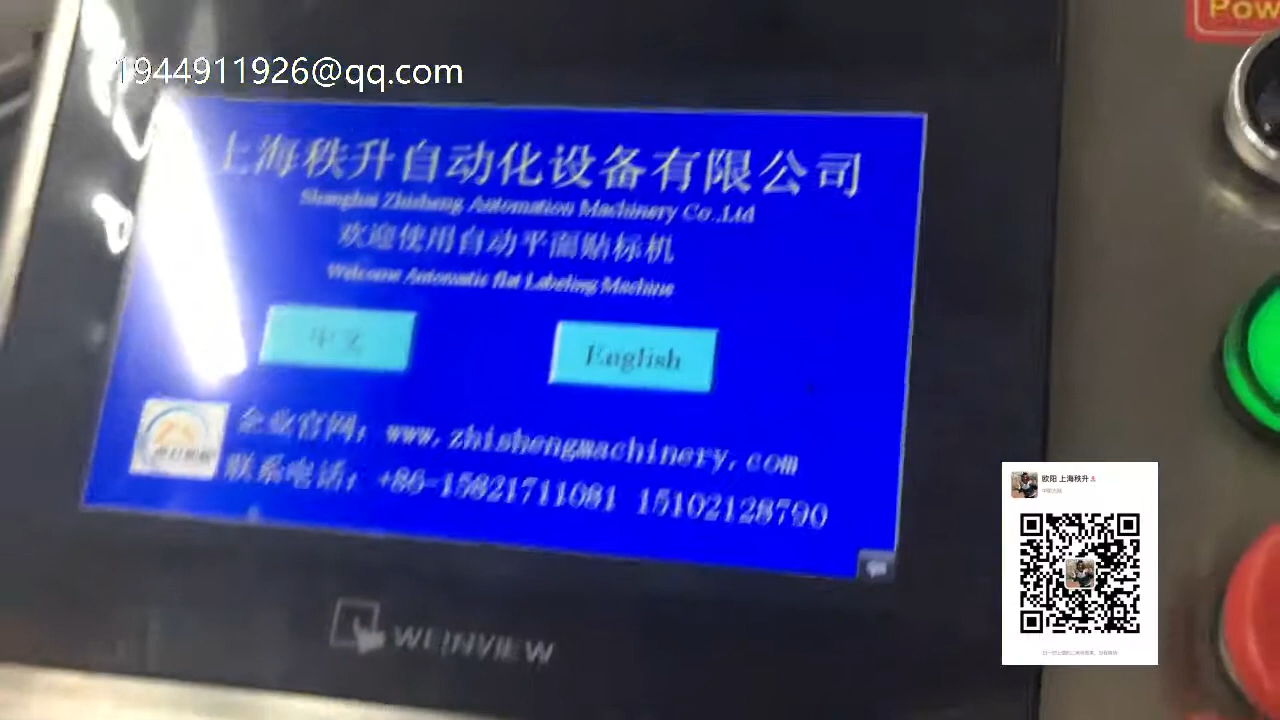 Pow
1944911926@qq.com
上海秩升自动化设备有限公司
Shanghai Zhisheng Automation Machinery Co.,Ltd
欢迎使用自动平面贴标机
Welcome Automatic flat Labeling Machine
中文
English
企业官网：www.zhishengmachinery.com
联系电话：+86-15821711081 15102128790
WEINVIEW
欧阳 上海秩升